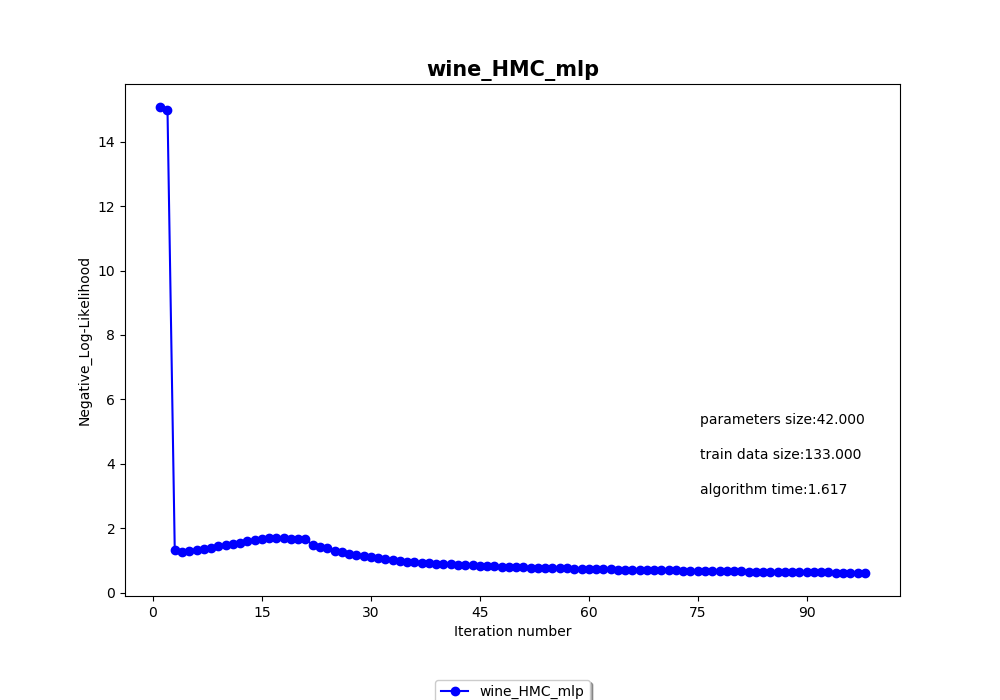 wine_HMC_mlp
Negative_Log-Likelihood
14
12
10
8
6
4
2
0
parameters size:42.000
train data size:133.000
algorithm time:1.617
0 15 30 45 60 75 90
Iteration number
wine_HMC_mlp